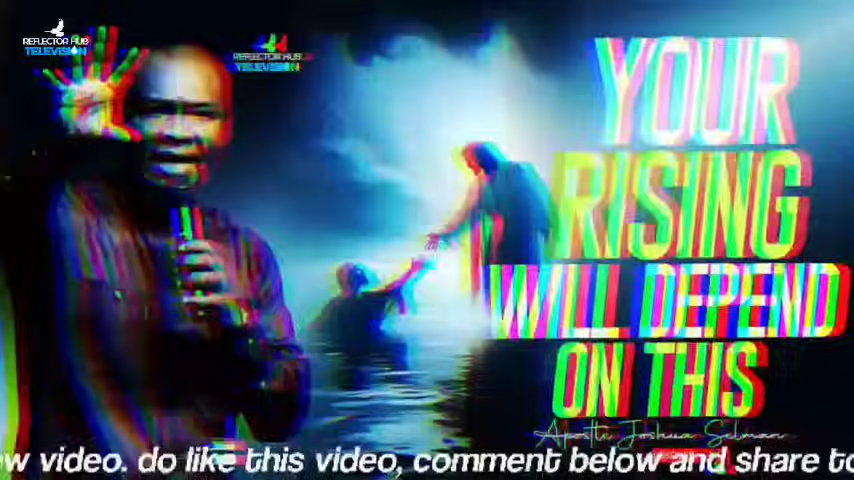 REFLECTOR HUB
TELEVISION
REFLECTOR HUB
TELEVISION
YOUR
RISING
WILL DEPEND
ON THIS
Apostle Joshua Selman
w video. do like this video, comment below and share to